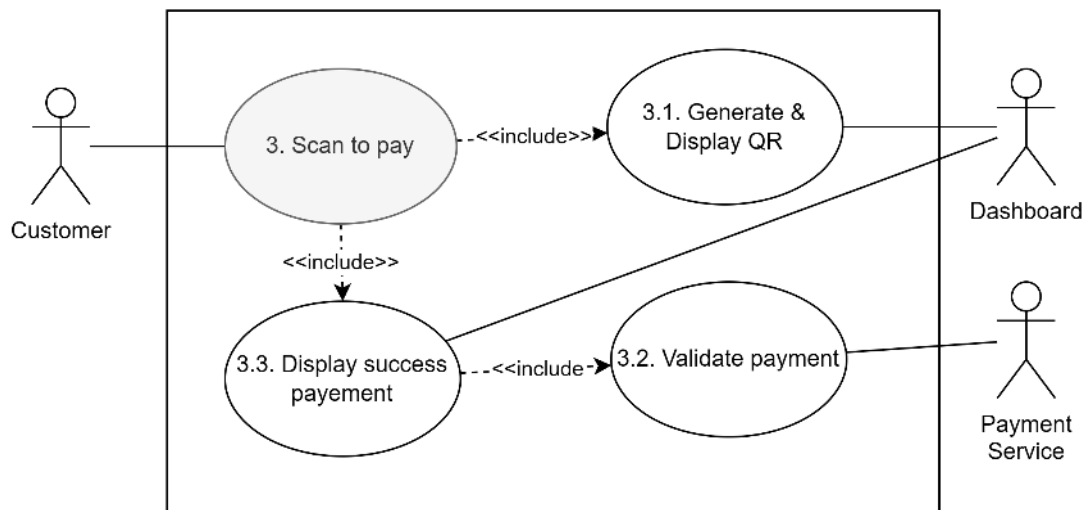 3. Scan to pay
<<include>>
3.1. Generate &
Display QR
Customer
Dashboard
<<include>>
3.3. Display success
payement
<<include
3.2. Validate payment
Payment
Service